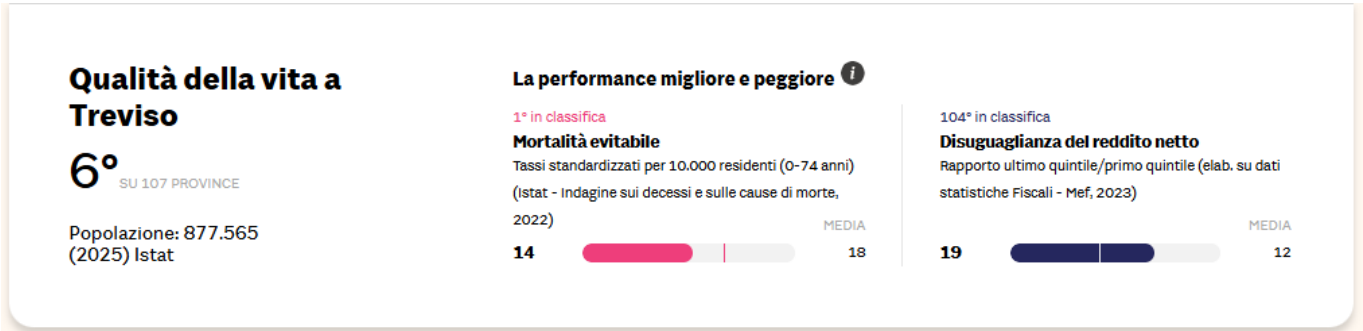 Qualità della vita a
Treviso
6° SU 107 PROVINCE
Popolazione: 877.565
(2025) Istat
La performance migliore e peggiore i
1° in classifica
Mortalità evitabile
Tassi standardizzati per 10.000 residenti (0-74 anni)
(Istat - Indagine sui decessi e sulle cause di morte,
2022)
MEDIA
14 18
104° in classifica
Disuguaglianza del reddito netto
Rapporto ultimo quintile/primo quintile (elab. su dati
statistiche Fiscali - Mef, 2023)
MEDIA
19 12